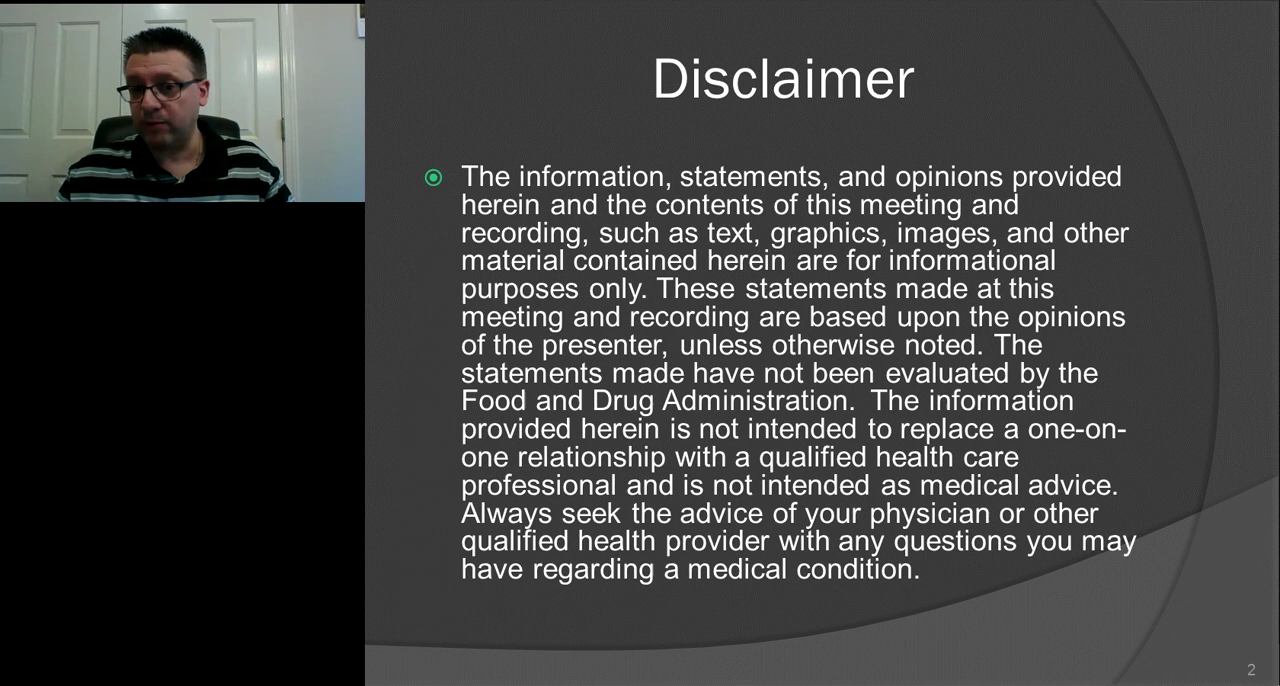 Disclaimer
The information, statements, and opinions provided
herein and the contents of this meeting and
recording, such as text, graphics, images, and other
material contained herein are for informational
purposes only. These statements made at this
meeting and recording are based upon the opinions
of the presenter, unless otherwise noted. The
statements made have not been evaluated by the
Food and Drug Administration.  The information
provided herein is not intended to replace a one-on-
one relationship with a qualified health care
professional and is not intended as medical advice.
Always seek the advice of your physician or other
qualified health provider with any questions you may
have regarding a medical condition.
2